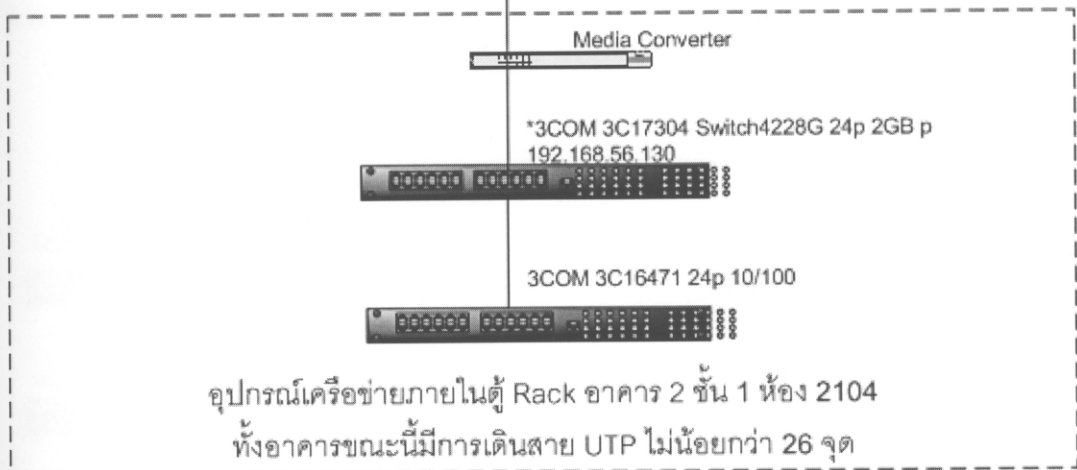 Media Converter
*3COM 3C17304 Switch4228G 24p 2GB p
192.168.56.130
3COM 3C16471 24p 10/100
อุปกรณ์เครือข่ายภายในตู้ Rack อาคาร 2 ชั้น 1 ห้อง 2104
ทั้งอาคารขณะนี้มีการเดินสาย UTP ไม่น้อยกว่า 26 จุด